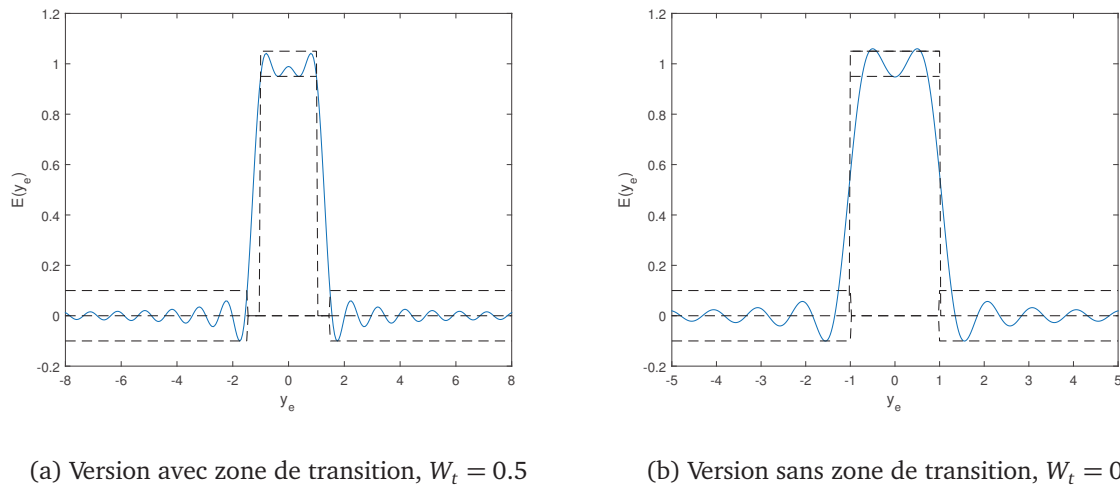 1.2
1
0.8
0.6
0.4
0.2
0
-0.2
E(y_e)
-8 -6 -4 -2 0 2 4 6 8
y_e
(a) Version avec zone de transition, W_t = 0.5
1.2
1
0.8
0.6
0.4
0.2
0
-0.2
E(y_e)
-5 -4 -3 -2 -1 0 1 2 3 4 5
y_e
(b) Version sans zone de transition, W_t = 0